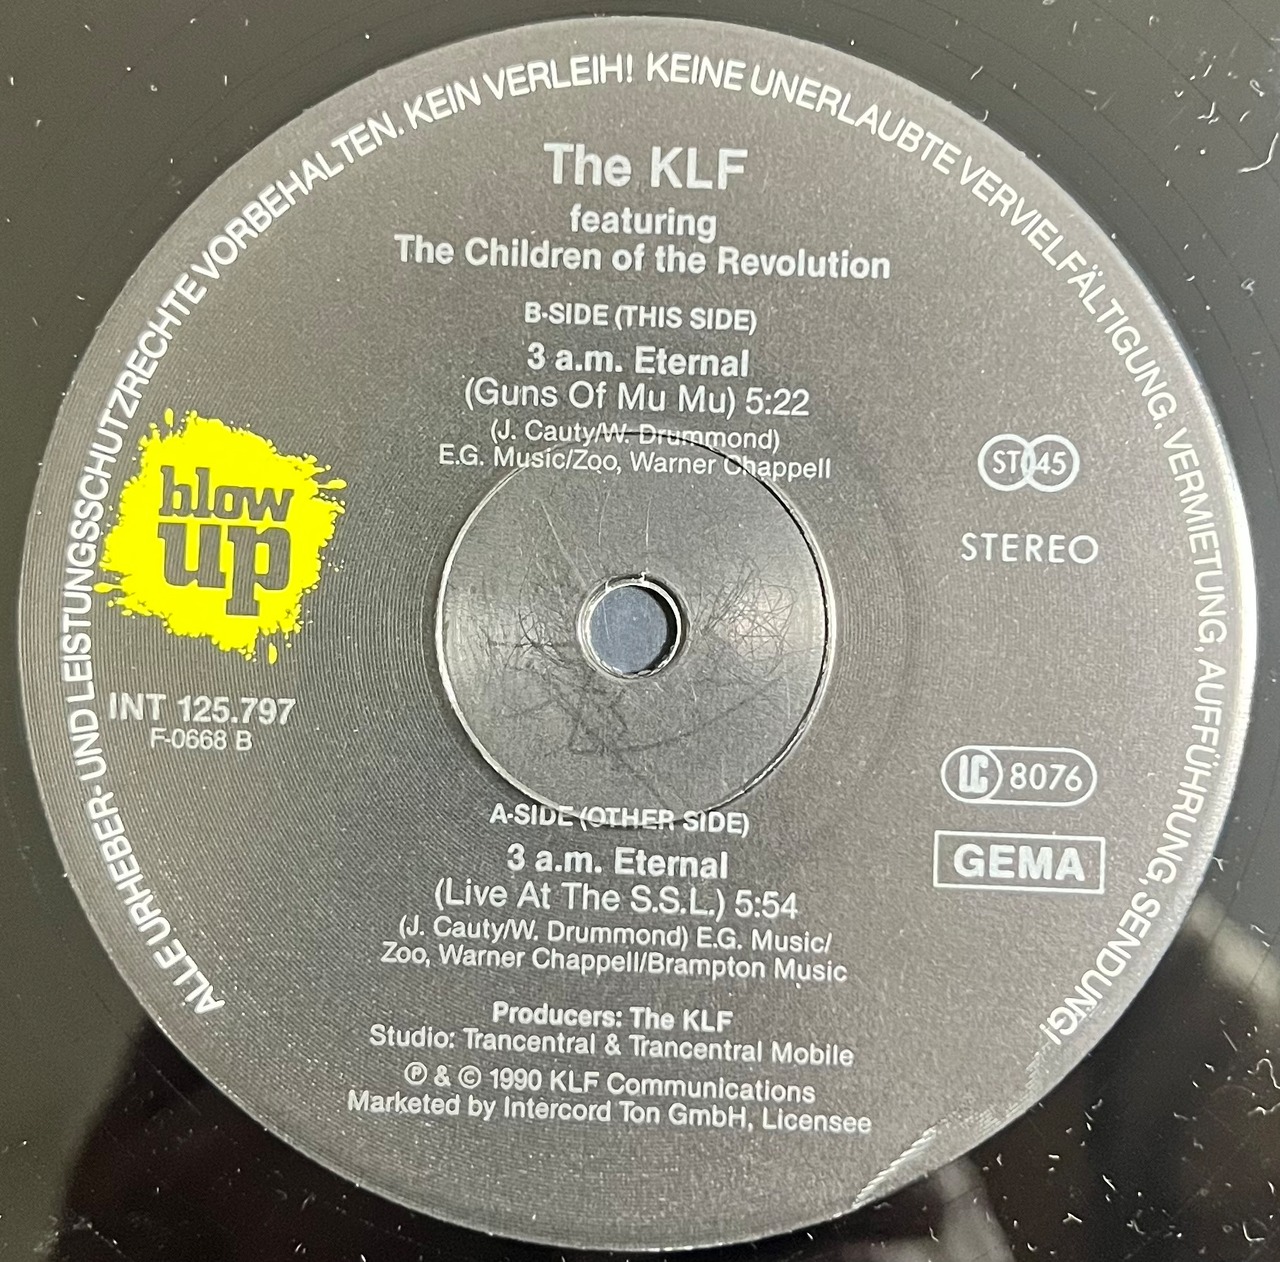 ALLE URHEBER- UND LEISTUNGSSCHUTZRECHTE VORBEHALTEN. KEIN VERLEIH! KEINE UNERLAUBTE VERVIELFÄLTIGUNG, VERMIETUNG, AUFFÜHRUNG, SENDUNG!
The KLF
featuring
The Children of the Revolution
B-SIDE (THIS SIDE)
3 a.m. Eternal
(Guns Of Mu Mu) 5:22
(J. Cauty/W. Drummond)
E.G. Music/Zoo, Warner Chappell
blow
up
INT 125.797
F-0668 B
ST 45
STEREO
LC 8076
GEMA
A-SIDE (OTHER SIDE)
3 a.m. Eternal
(Live At The S.S.L.) 5:54
(J. Cauty/W. Drummond) E.G. Music/
Zoo, Warner Chappell/Brampton Music
Producers: The KLF
Studio: Trancentral & Trancentral Mobile
℗ & © 1990 KLF Communications
Marketed by Intercord Ton GmbH, Licensee